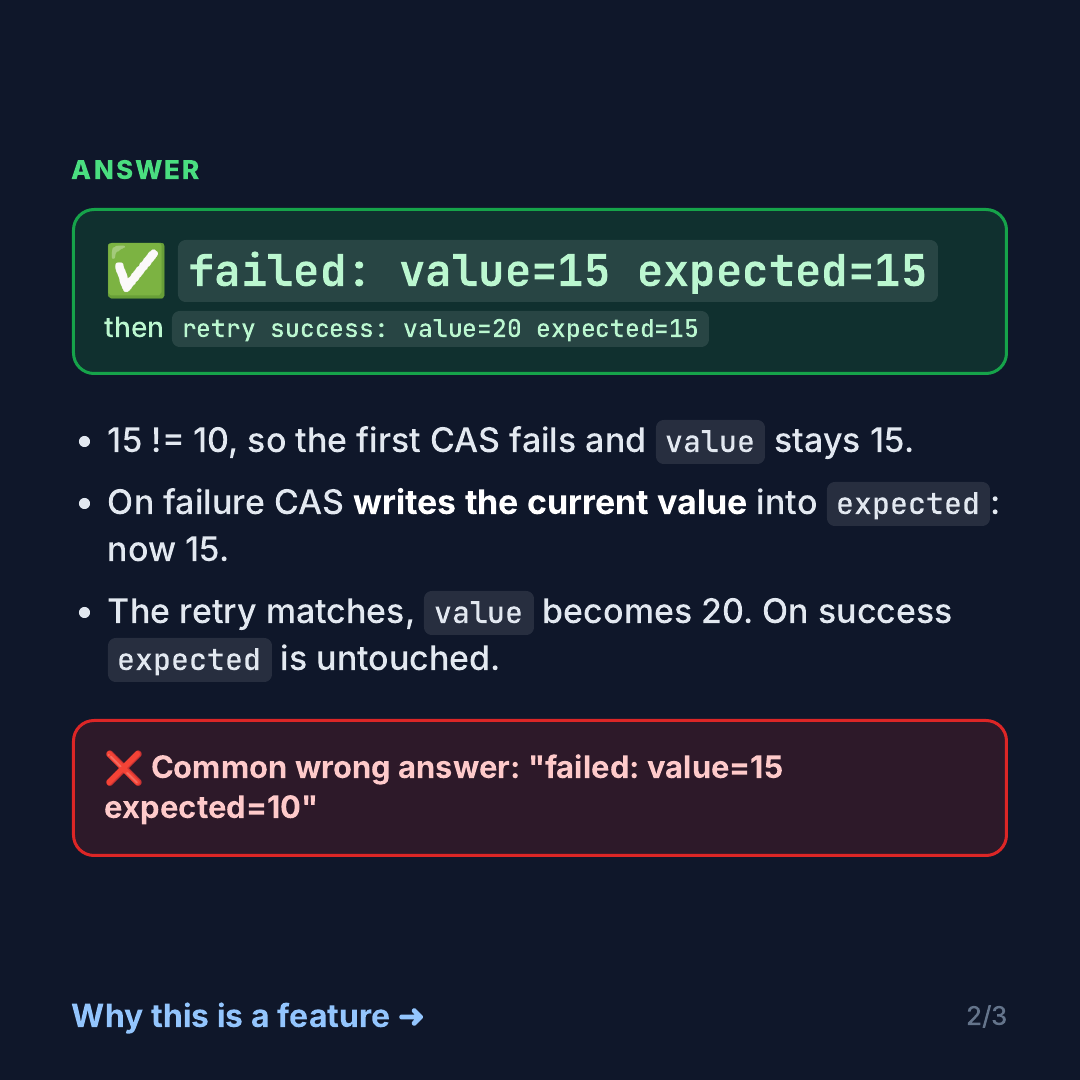 ANSWER
✅ failed: value=15 expected=15
then retry success: value=20 expected=15
• 15 != 10, so the first CAS fails and value stays 15.
• On failure CAS writes the current value into expected:
now 15.
• The retry matches, value becomes 20. On success
expected is untouched.
❌ Common wrong answer: "failed: value=15
expected=10"
Why this is a feature ➜
2/3